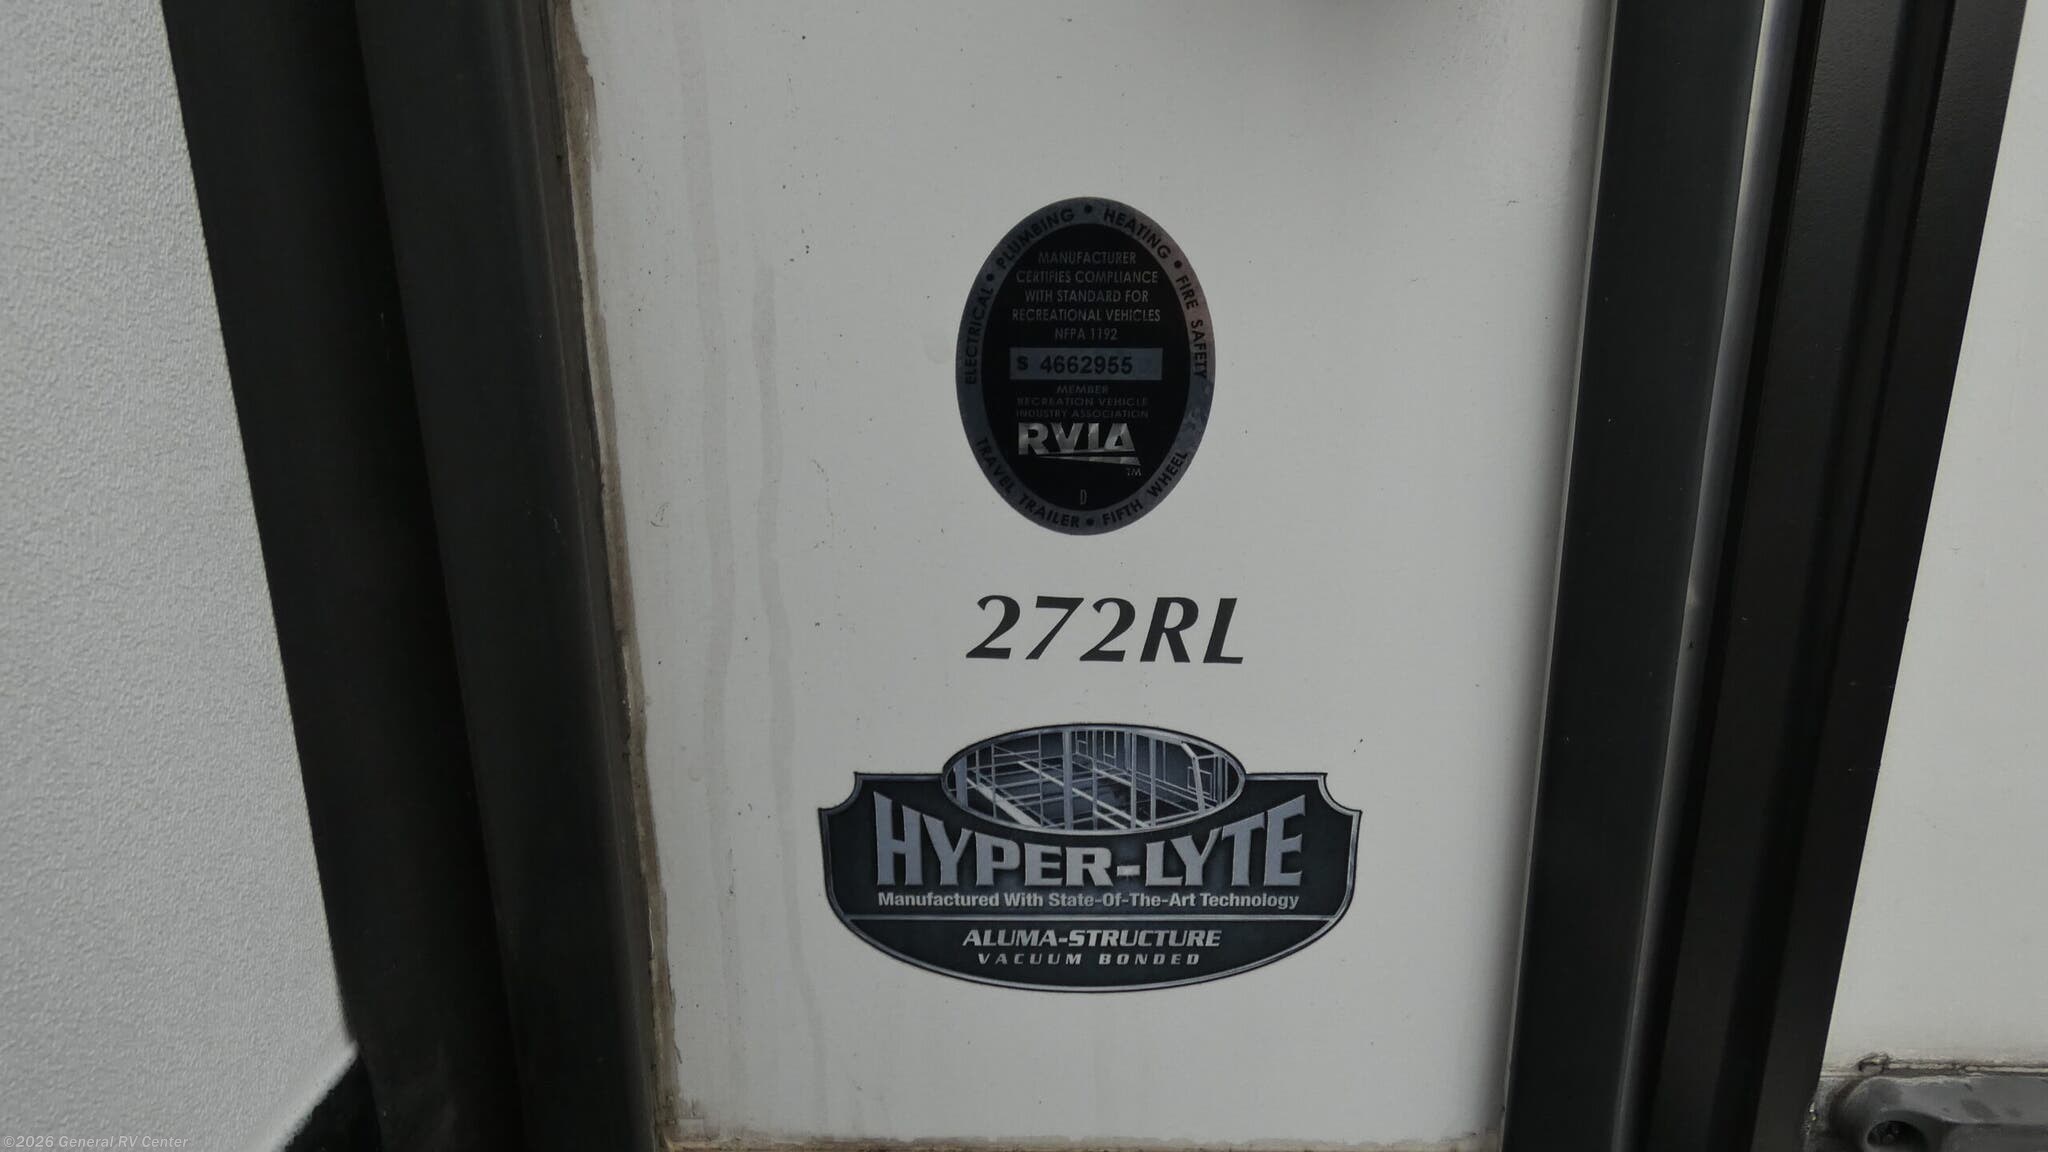 ELECTRICAL • PLUMBING • HEATING • FIRE SAFETY
MANUFACTURER
CERTIFIES COMPLIANCE
WITH STANDARD FOR
RECREATIONAL VEHICLES
NFPA 1192
S 4662955
MEMBER
RECREATION VEHICLE
INDUSTRY ASSOCIATION
RVIA
TM
D
TRAVEL TRAILER • FIFTH WHEEL
272RL
HYPER-LYTE
Manufactured With State-Of-The-Art Technology
ALUMA-STRUCTURE
VACUUM BONDED
©2026 General RV Center